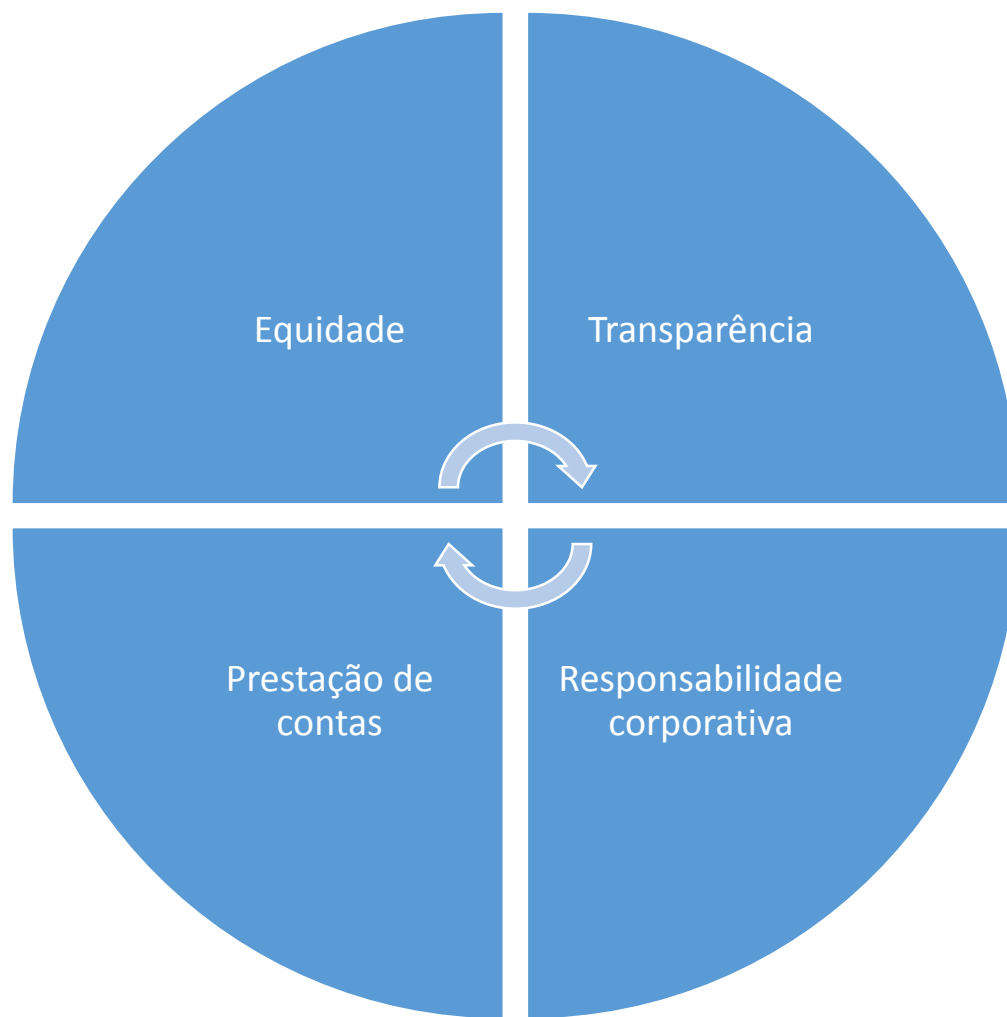 Equidade
Transparência
Prestação de
contas
Responsabilidade
corporativa